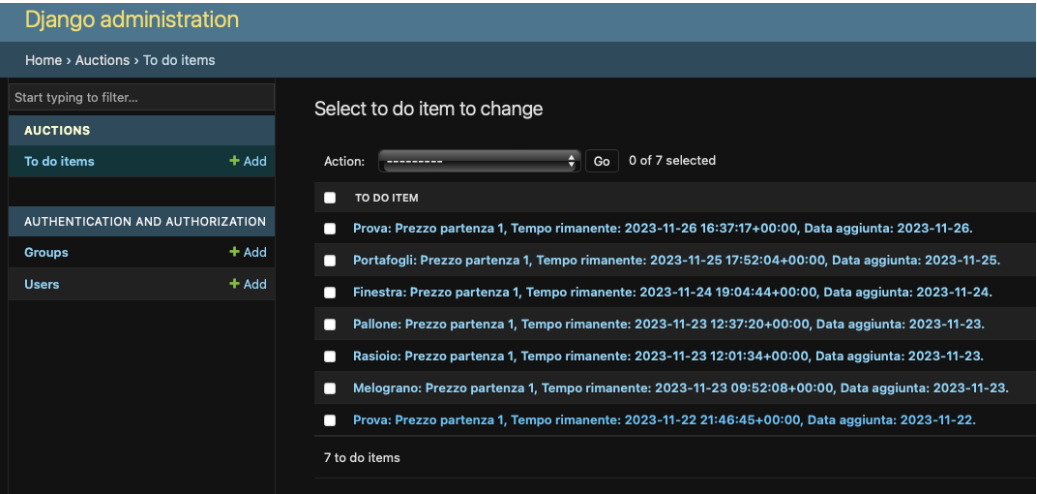 Django administration
Home › Auctions › To do items
Start typing to filter...
AUCTIONS
To do items + Add
AUTHENTICATION AND AUTHORIZATION
Groups + Add
Users + Add
Select to do item to change
Action: --------- Go 0 of 7 selected
TO DO ITEM
Prova: Prezzo partenza 1, Tempo rimanente: 2023-11-26 16:37:17+00:00, Data aggiunta: 2023-11-26.
Portafogli: Prezzo partenza 1, Tempo rimanente: 2023-11-25 17:52:04+00:00, Data aggiunta: 2023-11-25.
Finestra: Prezzo partenza 1, Tempo rimanente: 2023-11-24 19:04:44+00:00, Data aggiunta: 2023-11-24.
Pallone: Prezzo partenza 1, Tempo rimanente: 2023-11-23 12:37:20+00:00, Data aggiunta: 2023-11-23.
Rasioio: Prezzo partenza 1, Tempo rimanente: 2023-11-23 12:01:34+00:00, Data aggiunta: 2023-11-23.
Melograno: Prezzo partenza 1, Tempo rimanente: 2023-11-23 09:52:08+00:00, Data aggiunta: 2023-11-23.
Prova: Prezzo partenza 1, Tempo rimanente: 2023-11-22 21:46:45+00:00, Data aggiunta: 2023-11-22.
7 to do items